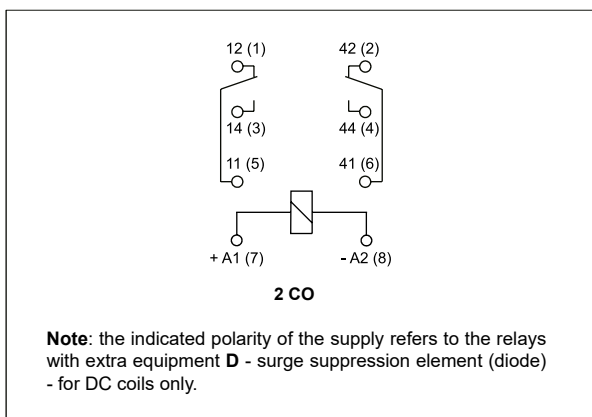 12 (1)
42 (2)
14 (3)
44 (4)
11 (5)
41 (6)
+ A1 (7)
- A2 (8)
2 CO
Note: the indicated polarity of the supply refers to the relays
with extra equipment D - surge suppression element (diode)
- for DC coils only.